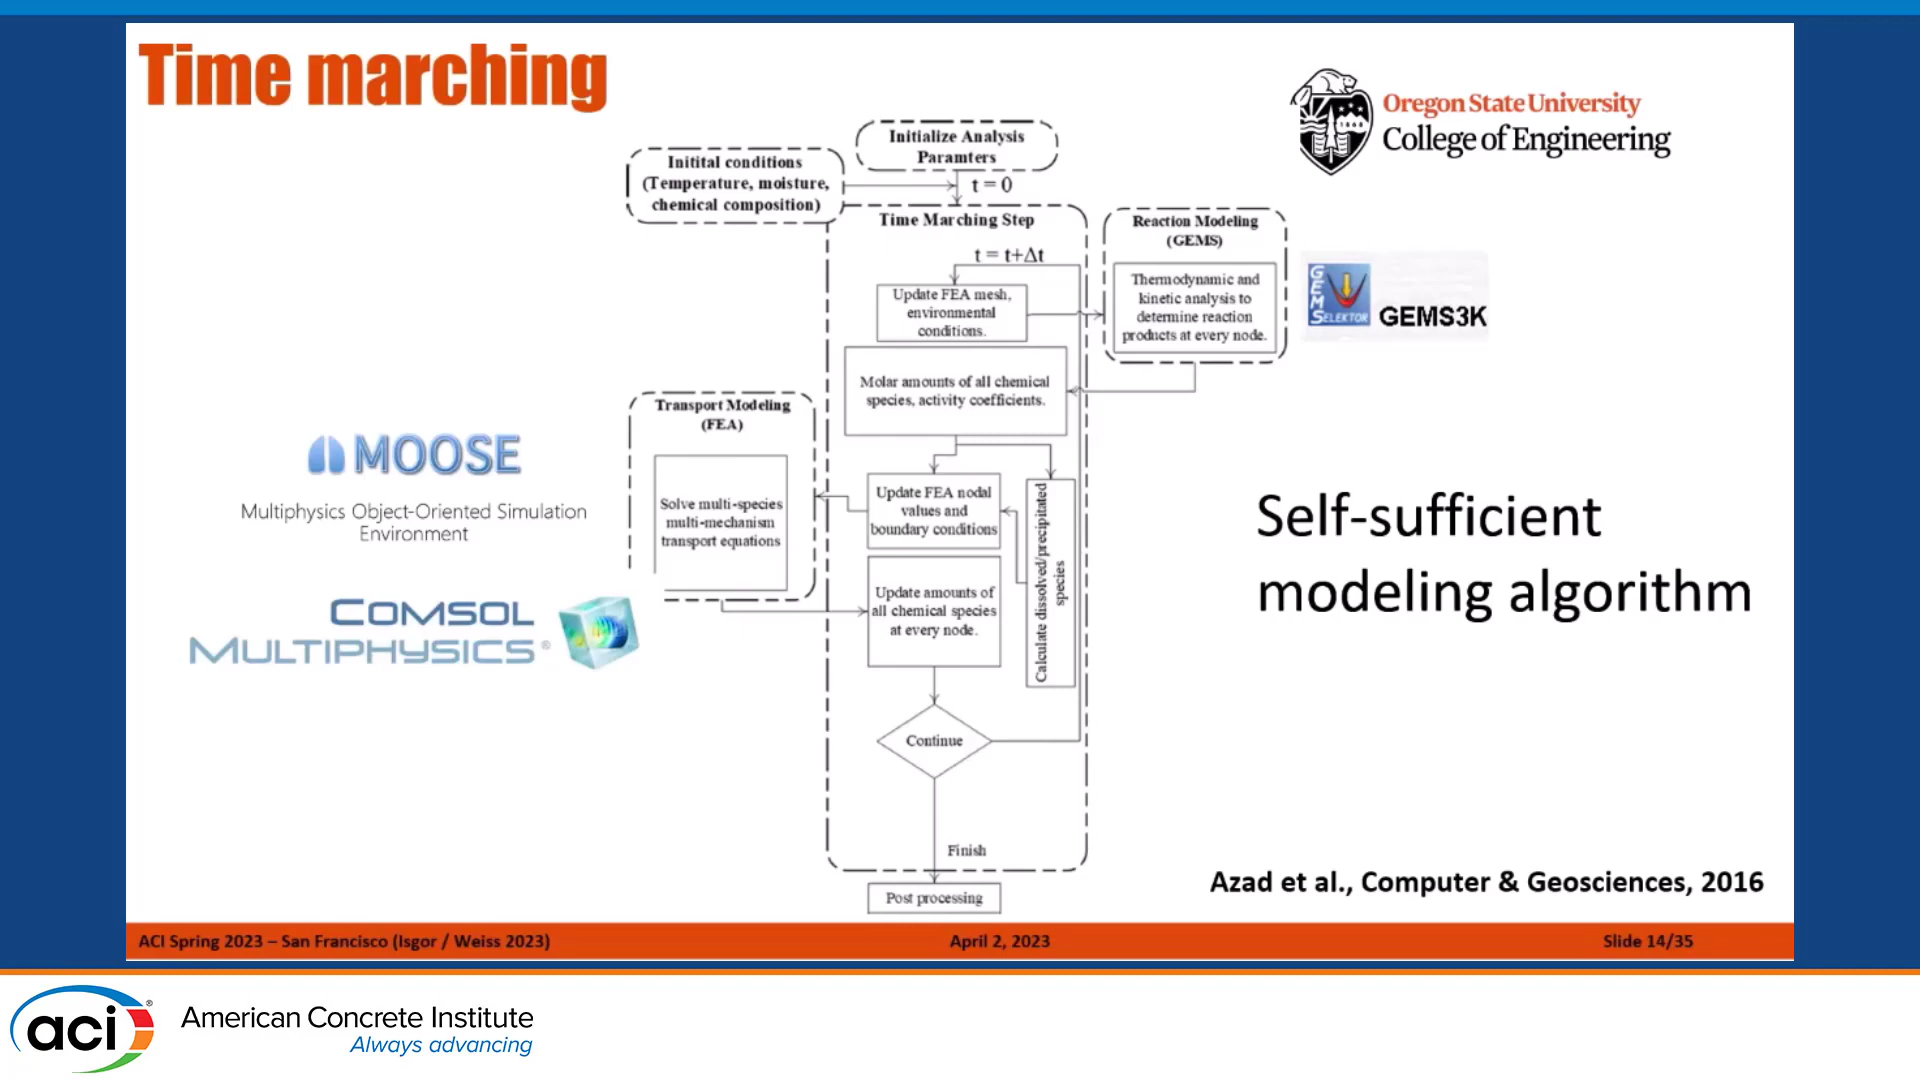 Time marching
Oregon State University
College of Engineering
Initialize Analysis
Paramters
Initital conditions
(Temperature, moisture,
chemical composition)
t = 0
Time Marching Step
t = t+Δt
Update FEA mesh,
environmental
conditions.
Reaction Modeling
(GEMS)
Thermodynamic and
kinetic analysis to
determine reaction
products at every node.
GEMS
SELEKTOR
GEMS3K
Molar amounts of all chemical
species, activity coefficients.
Transport Modeling
(FEA)
Solve multi-species
multi-mechanism
transport equations
Update FEA nodal
values and
boundary conditions
Calculate dissolved/precipitated
species
Update amounts of
all chemical species
at every node.
Continue
Finish
Post processing
MOOSE
Multiphysics Object-Oriented Simulation
Environment
COMSOL
MULTIPHYSICS®
Self-sufficient
modeling algorithm
Azad et al., Computer & Geosciences, 2016
ACI Spring 2023 – San Francisco (Isgor / Weiss 2023)
April 2, 2023
Slide 14/35
aci®
American Concrete Institute
Always advancing